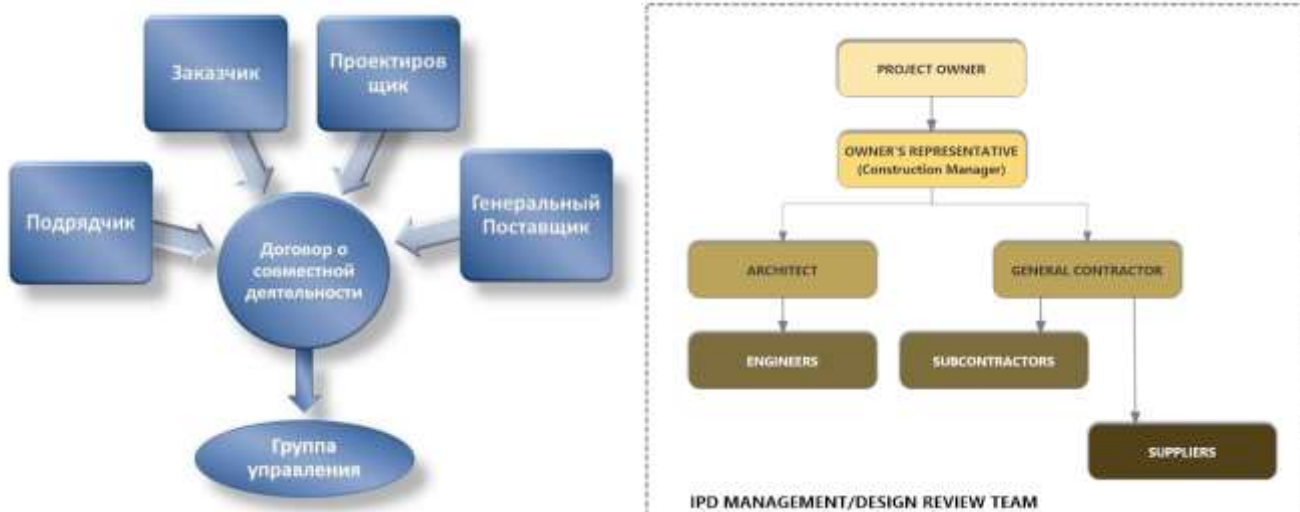 Заказчик
Проектиров
щик
Подрядчик
Генеральный
Поставщик
Договор о
совместной
деятельности
Группа
управления
PROJECT OWNER
OWNER'S REPRESENTATIVE
(Construction Manager)
ARCHITECT
GENERAL CONTRACTOR
ENGINEERS
SUBCONTRACTORS
SUPPLIERS
IPD MANAGEMENT/DESIGN REVIEW TEAM